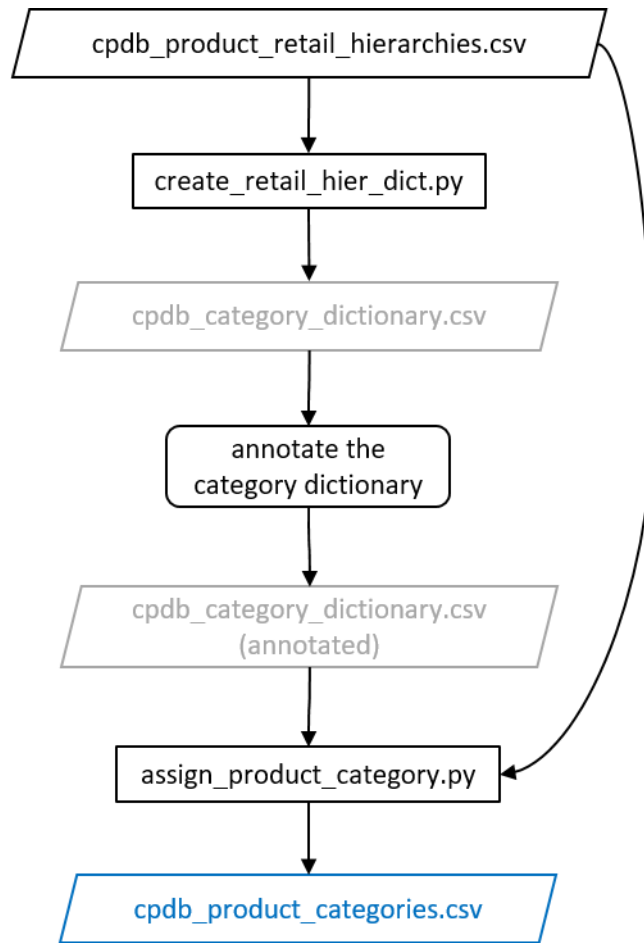 cpdb_product_retail_hierarchies.csv
create_retail_hier_dict.py
cpdb_category_dictionary.csv
annotate the
category dictionary
cpdb_category_dictionary.csv
(annotated)
assign_product_category.py
cpdb_product_categories.csv